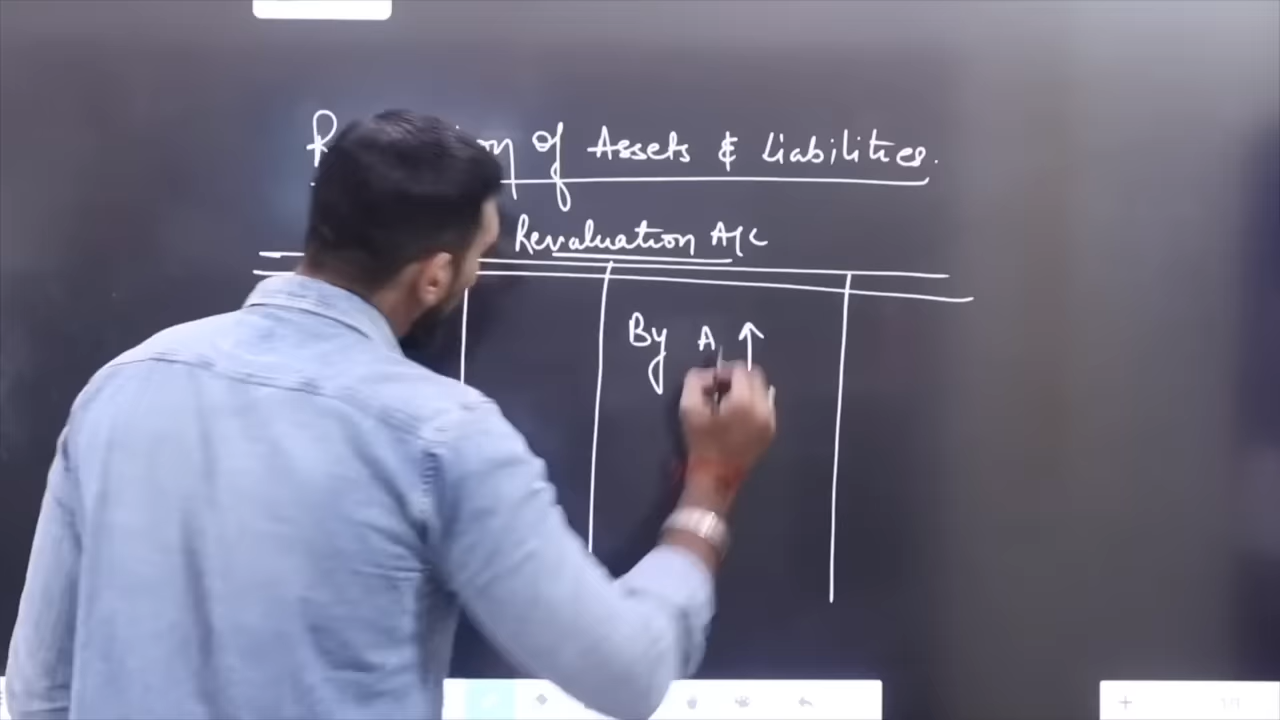 of Assets & Liabilities.
Revaluation A/C
By A ↑